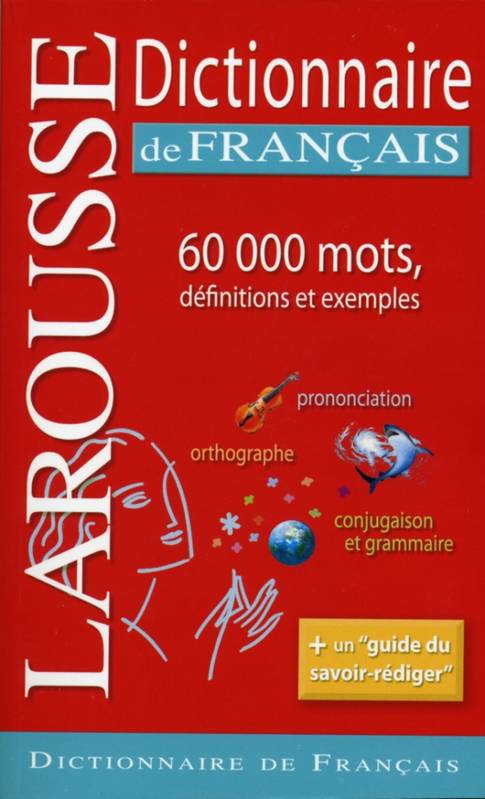 LAROUSSE
Dictionnaire
de FRANÇAIS
60 000 mots,
définitions et exemples
prononciation
orthographe
conjugaison
et grammaire
+ un "guide du
savoir-rédiger"
DICTIONNAIRE DE FRANÇAIS